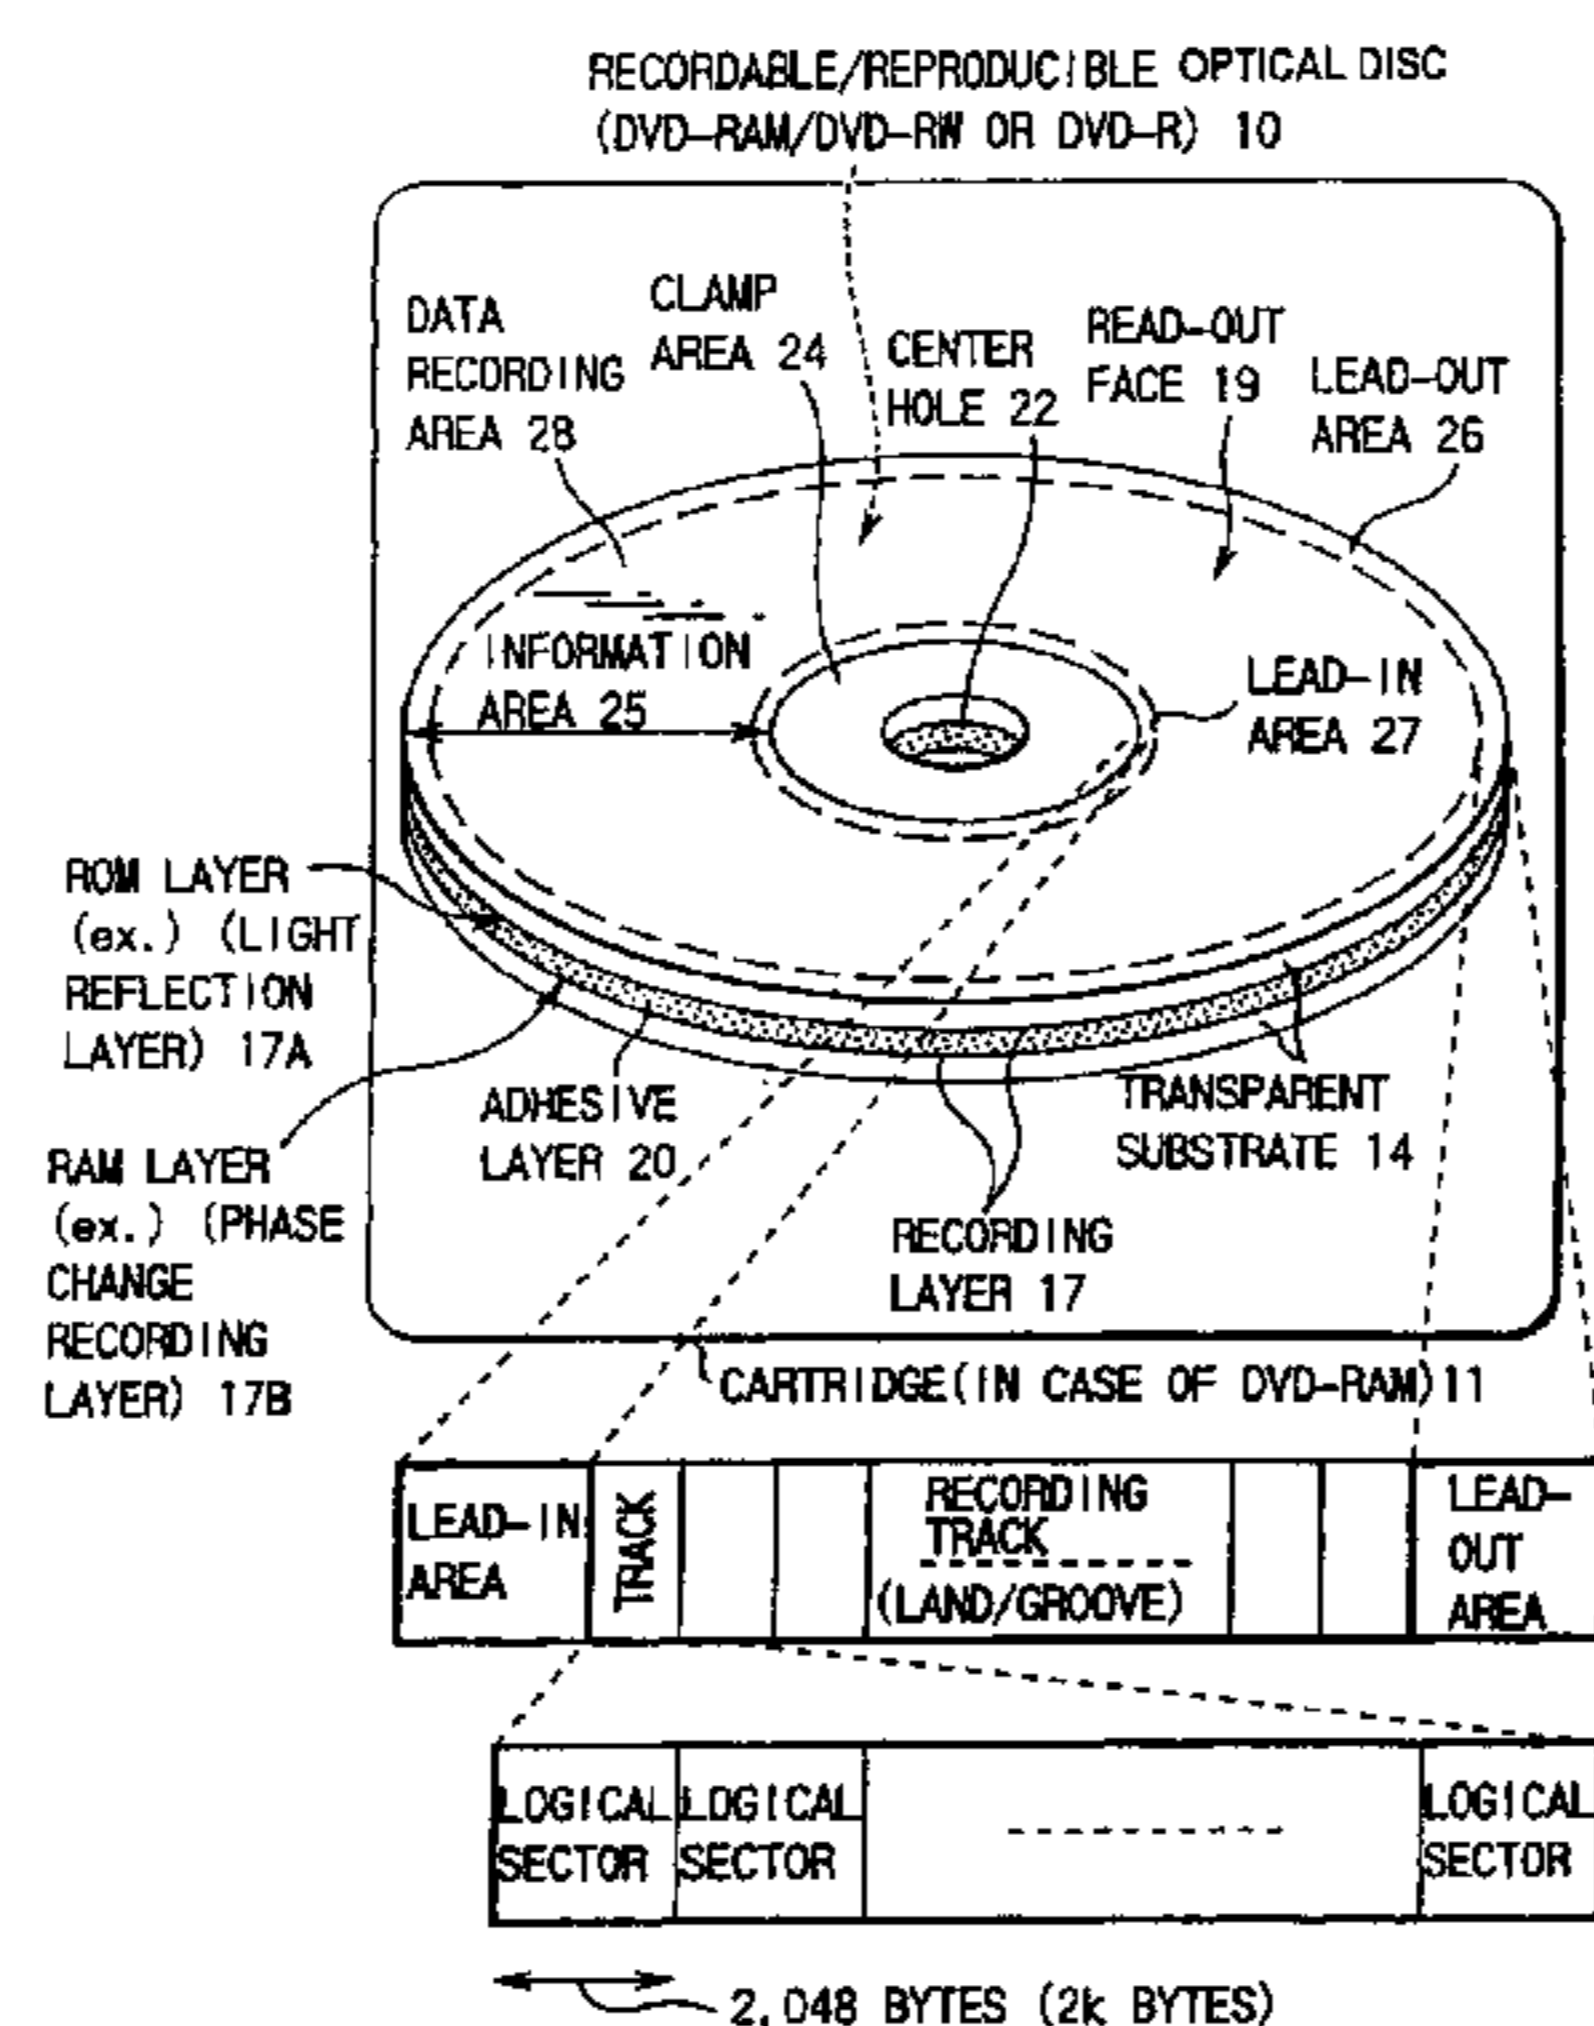 RECORDABLE/REPRODUCIBLE OPTICAL DISC
(DVD-RAM/DVD-RW OR DVD-R) 10
DATA
RECORDING
AREA 28
CLAMP
AREA 24
CENTER
HOLE 22
READ-OUT
FACE 19
LEAD-OUT
AREA 26
INFORMATION
AREA 25
LEAD-IN
AREA 27
ROM LAYER
(ex.) (LIGHT
REFLECTION
LAYER) 17A
RAM LAYER
(ex.) (PHASE
CHANGE
RECORDING
LAYER) 17B
ADHESIVE
LAYER 20
TRANSPARENT
SUBSTRATE 14
RECORDING
LAYER 17
CARTRIDGE(IN CASE OF DVD-RAM)11
LEAD-IN
AREA
TRACK
RECORDING
TRACK
(LAND/GROOVE)
LEAD-
OUT
AREA
LOGICAL
SECTOR
LOGICAL
SECTOR
LOGICAL
SECTOR
2,048 BYTES (2k BYTES)